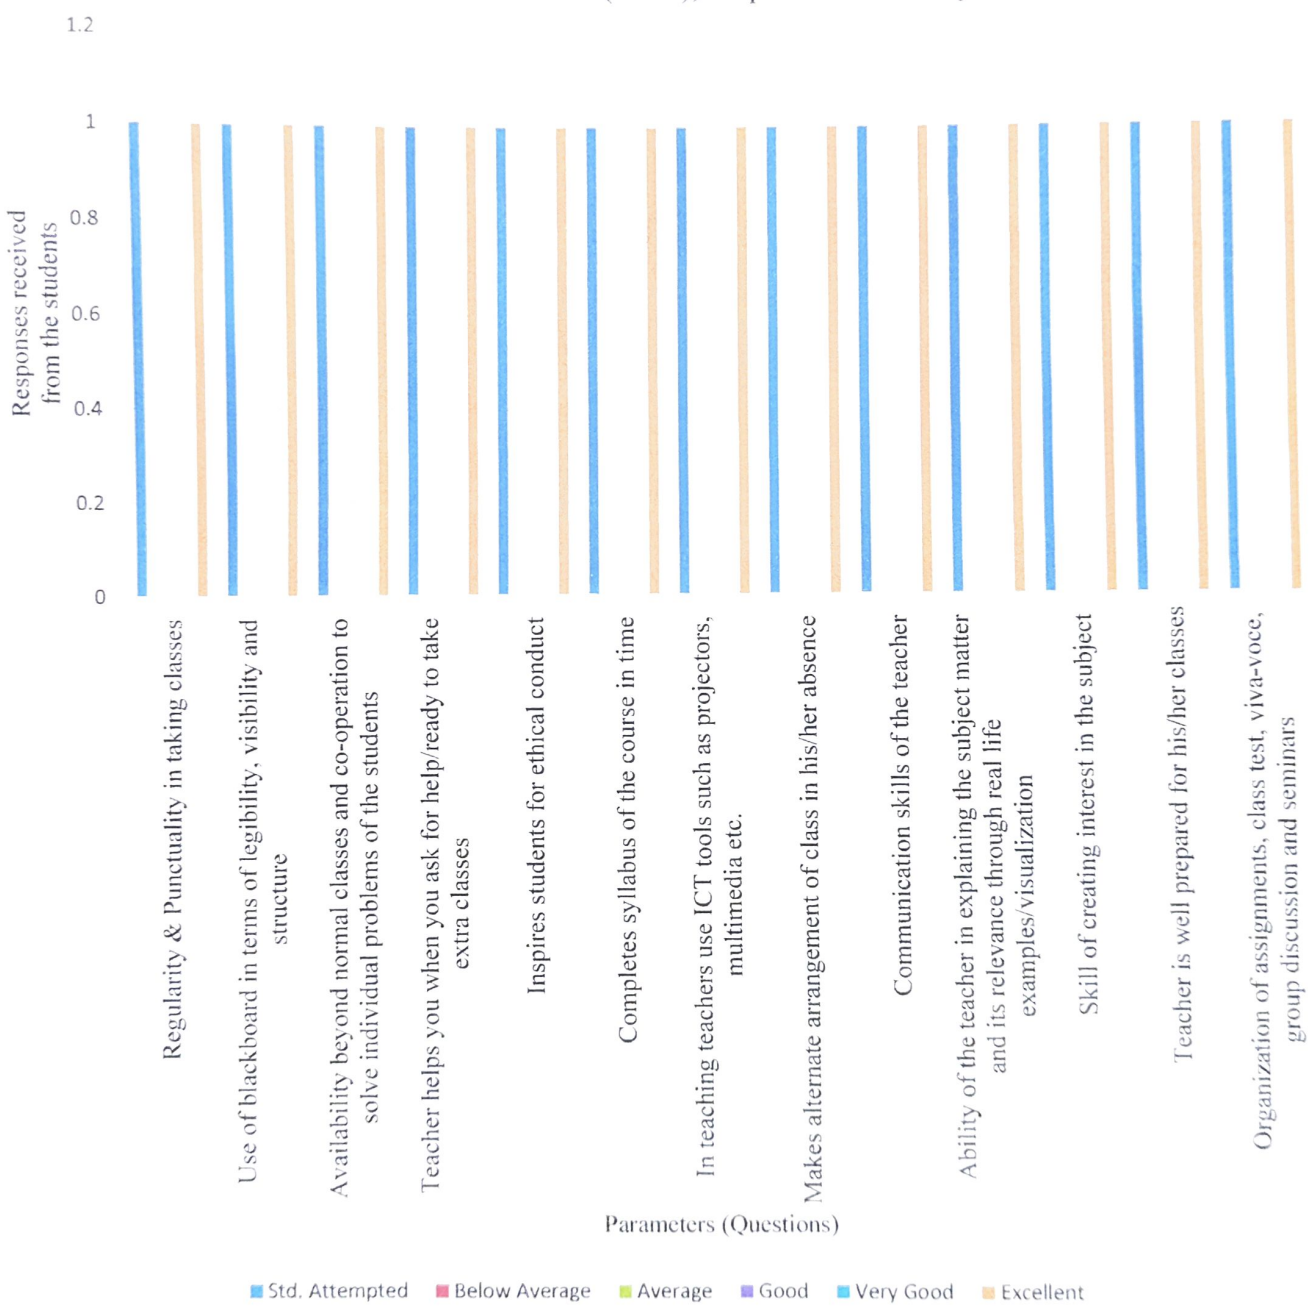 1.2
1
0.8
0.6
0.4
0.2
0
Responses received
from the students
Regularity & Punctuality in taking classes
Use of blackboard in terms of legibility, visibility and
structure
Availability beyond normal classes and co-operation to
solve individual problems of the students
Teacher helps you when you ask for help/ready to take
extra classes
Inspires students for ethical conduct
Completes syllabus of the course in time
In teaching teachers use ICT tools such as projectors,
multimedia etc.
Makes alternate arrangement of class in his/her absence
Communication skills of the teacher
Ability of the teacher in explaining the subject matter
and its relevance through real life
examples/visualization
Skill of creating interest in the subject
Teacher is well prepared for his/her classes
Organization of assignments, class test, viva-voce,
group discussion and seminars
Parameters (Questions)
Std. Attempted Below Average Average Good Very Good Excellent